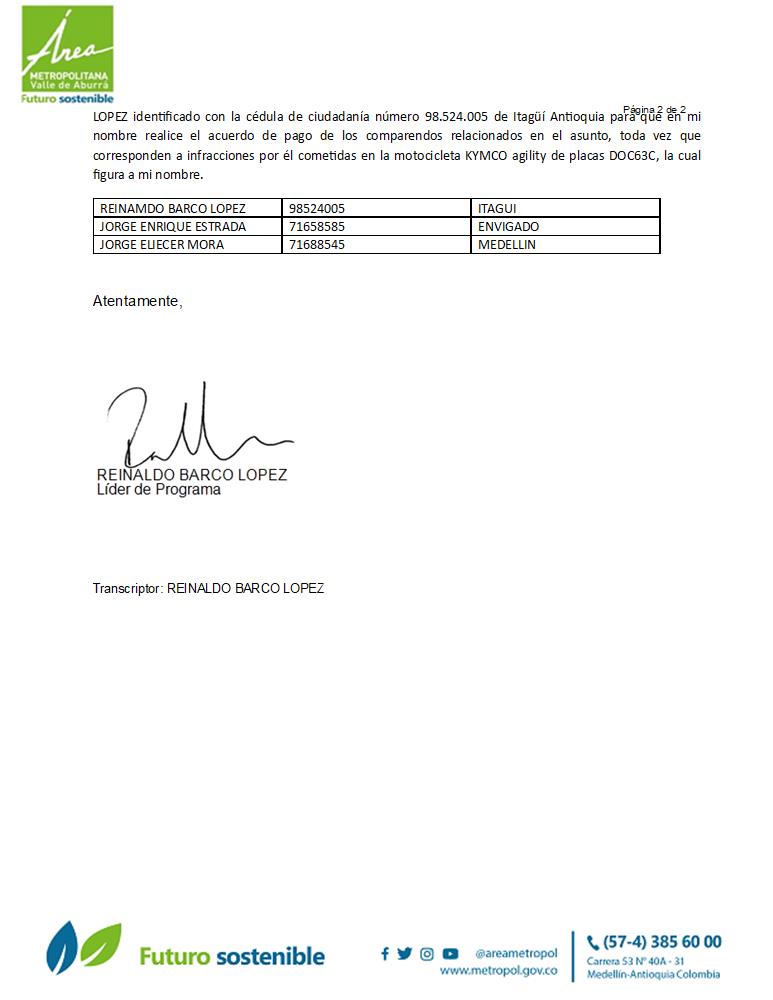 Área
METROPOLITANA
Valle de Aburrá
Futuro sostenible
Página 2 de 2
LOPEZ identificado con la cédula de ciudadanía número 98.524.005 de Itagüí Antioquia para que en mi
nombre realice el acuerdo de pago de los comparendos relacionados en el asunto, toda vez que
corresponden a infracciones por él cometidas en la motocicleta KYMCO agility de placas DOC63C, la cual
figura a mi nombre.
REINAMDO BARCO LOPEZ 98524005 ITAGUI
JORGE ENRIQUE ESTRADA 71658585 ENVIGADO
JORGE ELIECER MORA 71688545 MEDELLIN
Atentamente,
REINALDO BARCO LOPEZ
Líder de Programa
Transcriptor: REINALDO BARCO LOPEZ
Futuro sostenible
@areametropol
www.metropol.gov.co
(57-4) 385 60 00
Carrera 53 N° 40A - 31
Medellín-Antioquia Colombia